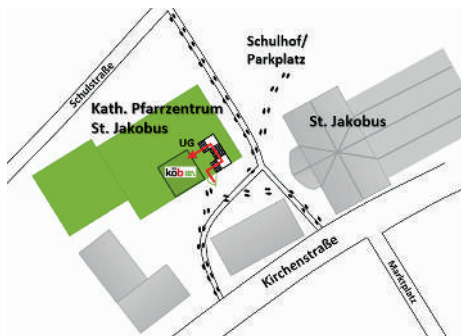 Schulhof/
Parkplatz
Schulstraße
Kath. Pfarrzentrum
St. Jakobus
St. Jakobus
UG
köb
Kirchenstraße
Marktplatz